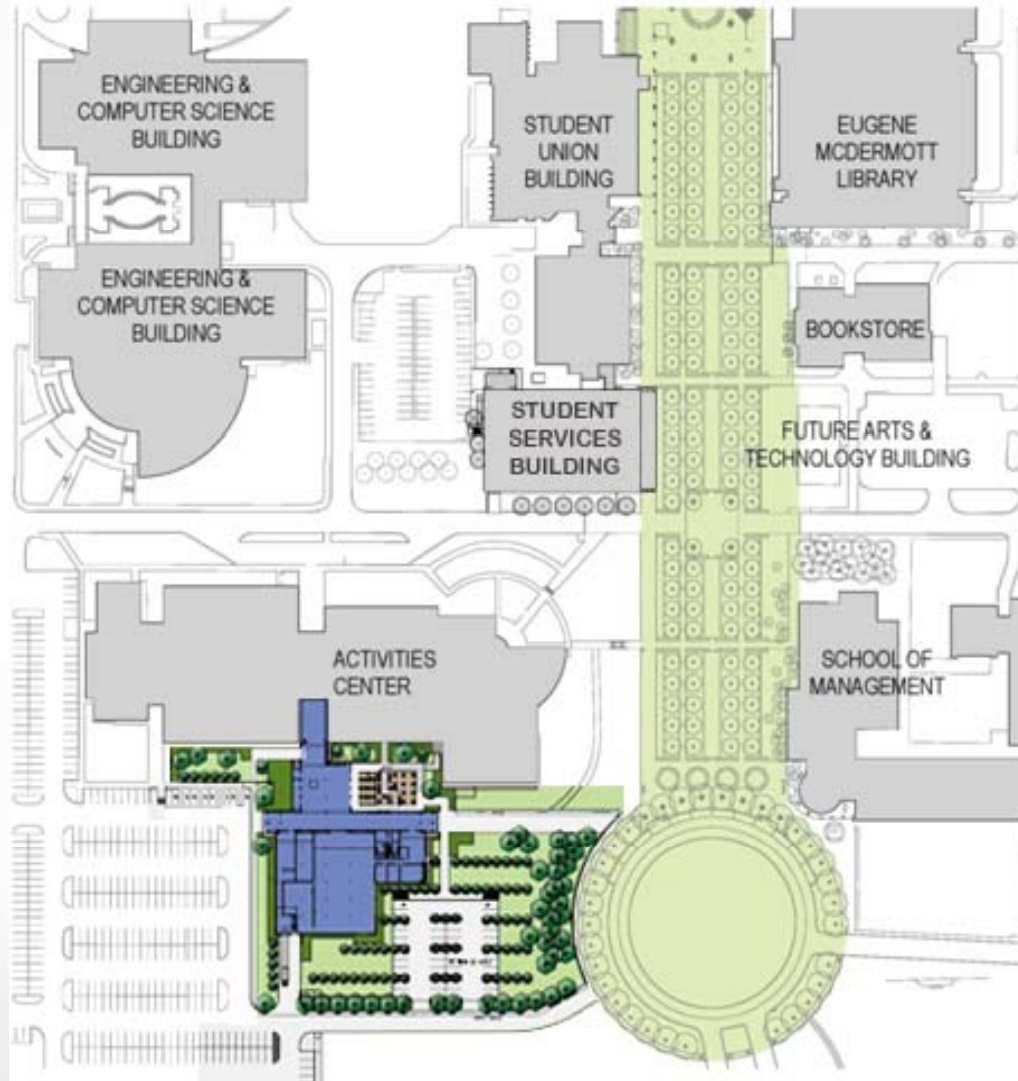 ENGINEERING &
COMPUTER SCIENCE
BUILDING
STUDENT
UNION
BUILDING
EUGENE
MCDERMOTT
LIBRARY
ENGINEERING &
COMPUTER SCIENCE
BUILDING
BOOKSTORE
STUDENT
SERVICES
BUILDING
FUTURE ARTS &
TECHNOLOGY BUILDING
ACTIVITIES
CENTER
SCHOOL OF
MANAGEMENT